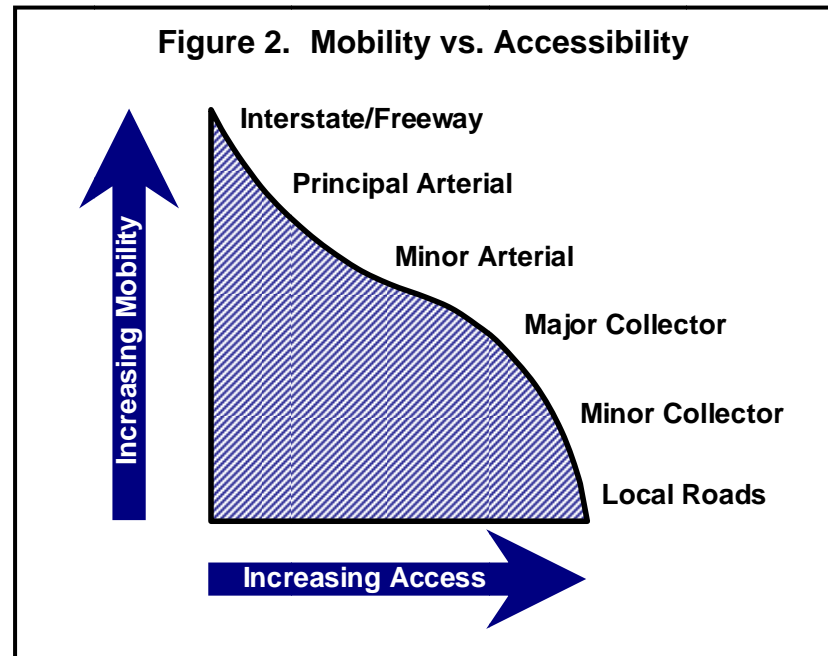 Figure 2. Mobility vs. Accessibility
Interstate/Freeway
Principal Arterial
Minor Arterial
Major Collector
Minor Collector
Local Roads
Increasing Mobility
Increasing Access